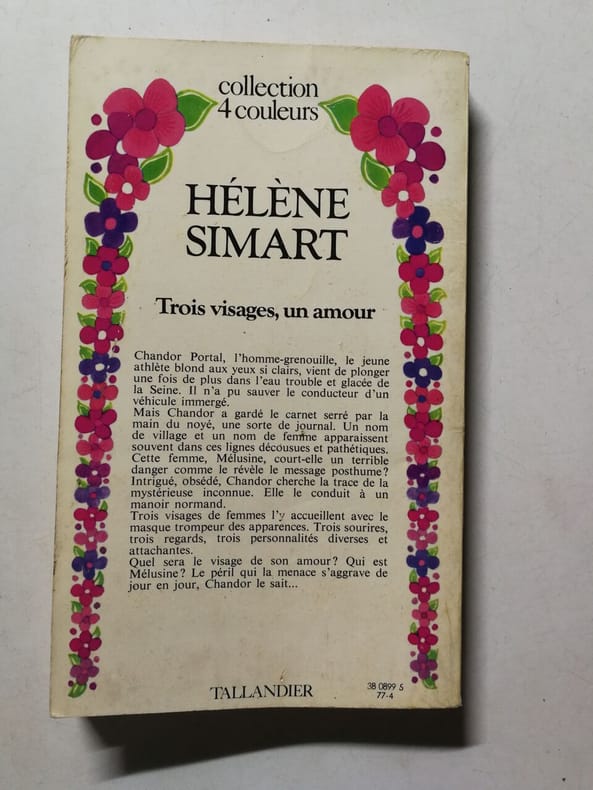 collection
4 couleurs
HÉLÈNE
SIMART
Trois visages, un amour
Chandor Portal, l'homme-grenouille, le jeune
athlète blond aux yeux si clairs, vient de plonger
une fois de plus dans l'eau trouble et glacée de
la Seine. Il n'a pu sauver le conducteur d'un
véhicule immergé.
Mais Chandor a gardé le carnet serré par la
main du noyé, une sorte de journal. Un nom
de village et un nom de femme apparaissent
souvent dans ces lignes décousues et pathétiques.
Cette femme, Mélusine, court-elle un terrible
danger comme le révèle le message posthume?
Intrigué, obsédé, Chandor cherche la trace de la
mystérieuse inconnue. Elle le conduit à un
manoir normand.
Trois visages de femmes l'y accueillent avec le
masque trompeur des apparences. Trois sourires,
trois regards, trois personnalités diverses et
attachantes.
Quel sera le visage de son amour? Qui est
Mélusine? Le péril qui la menace s'aggrave de
jour en jour, Chandor le sait...
TALLANDIER
38 0899 5
77-4